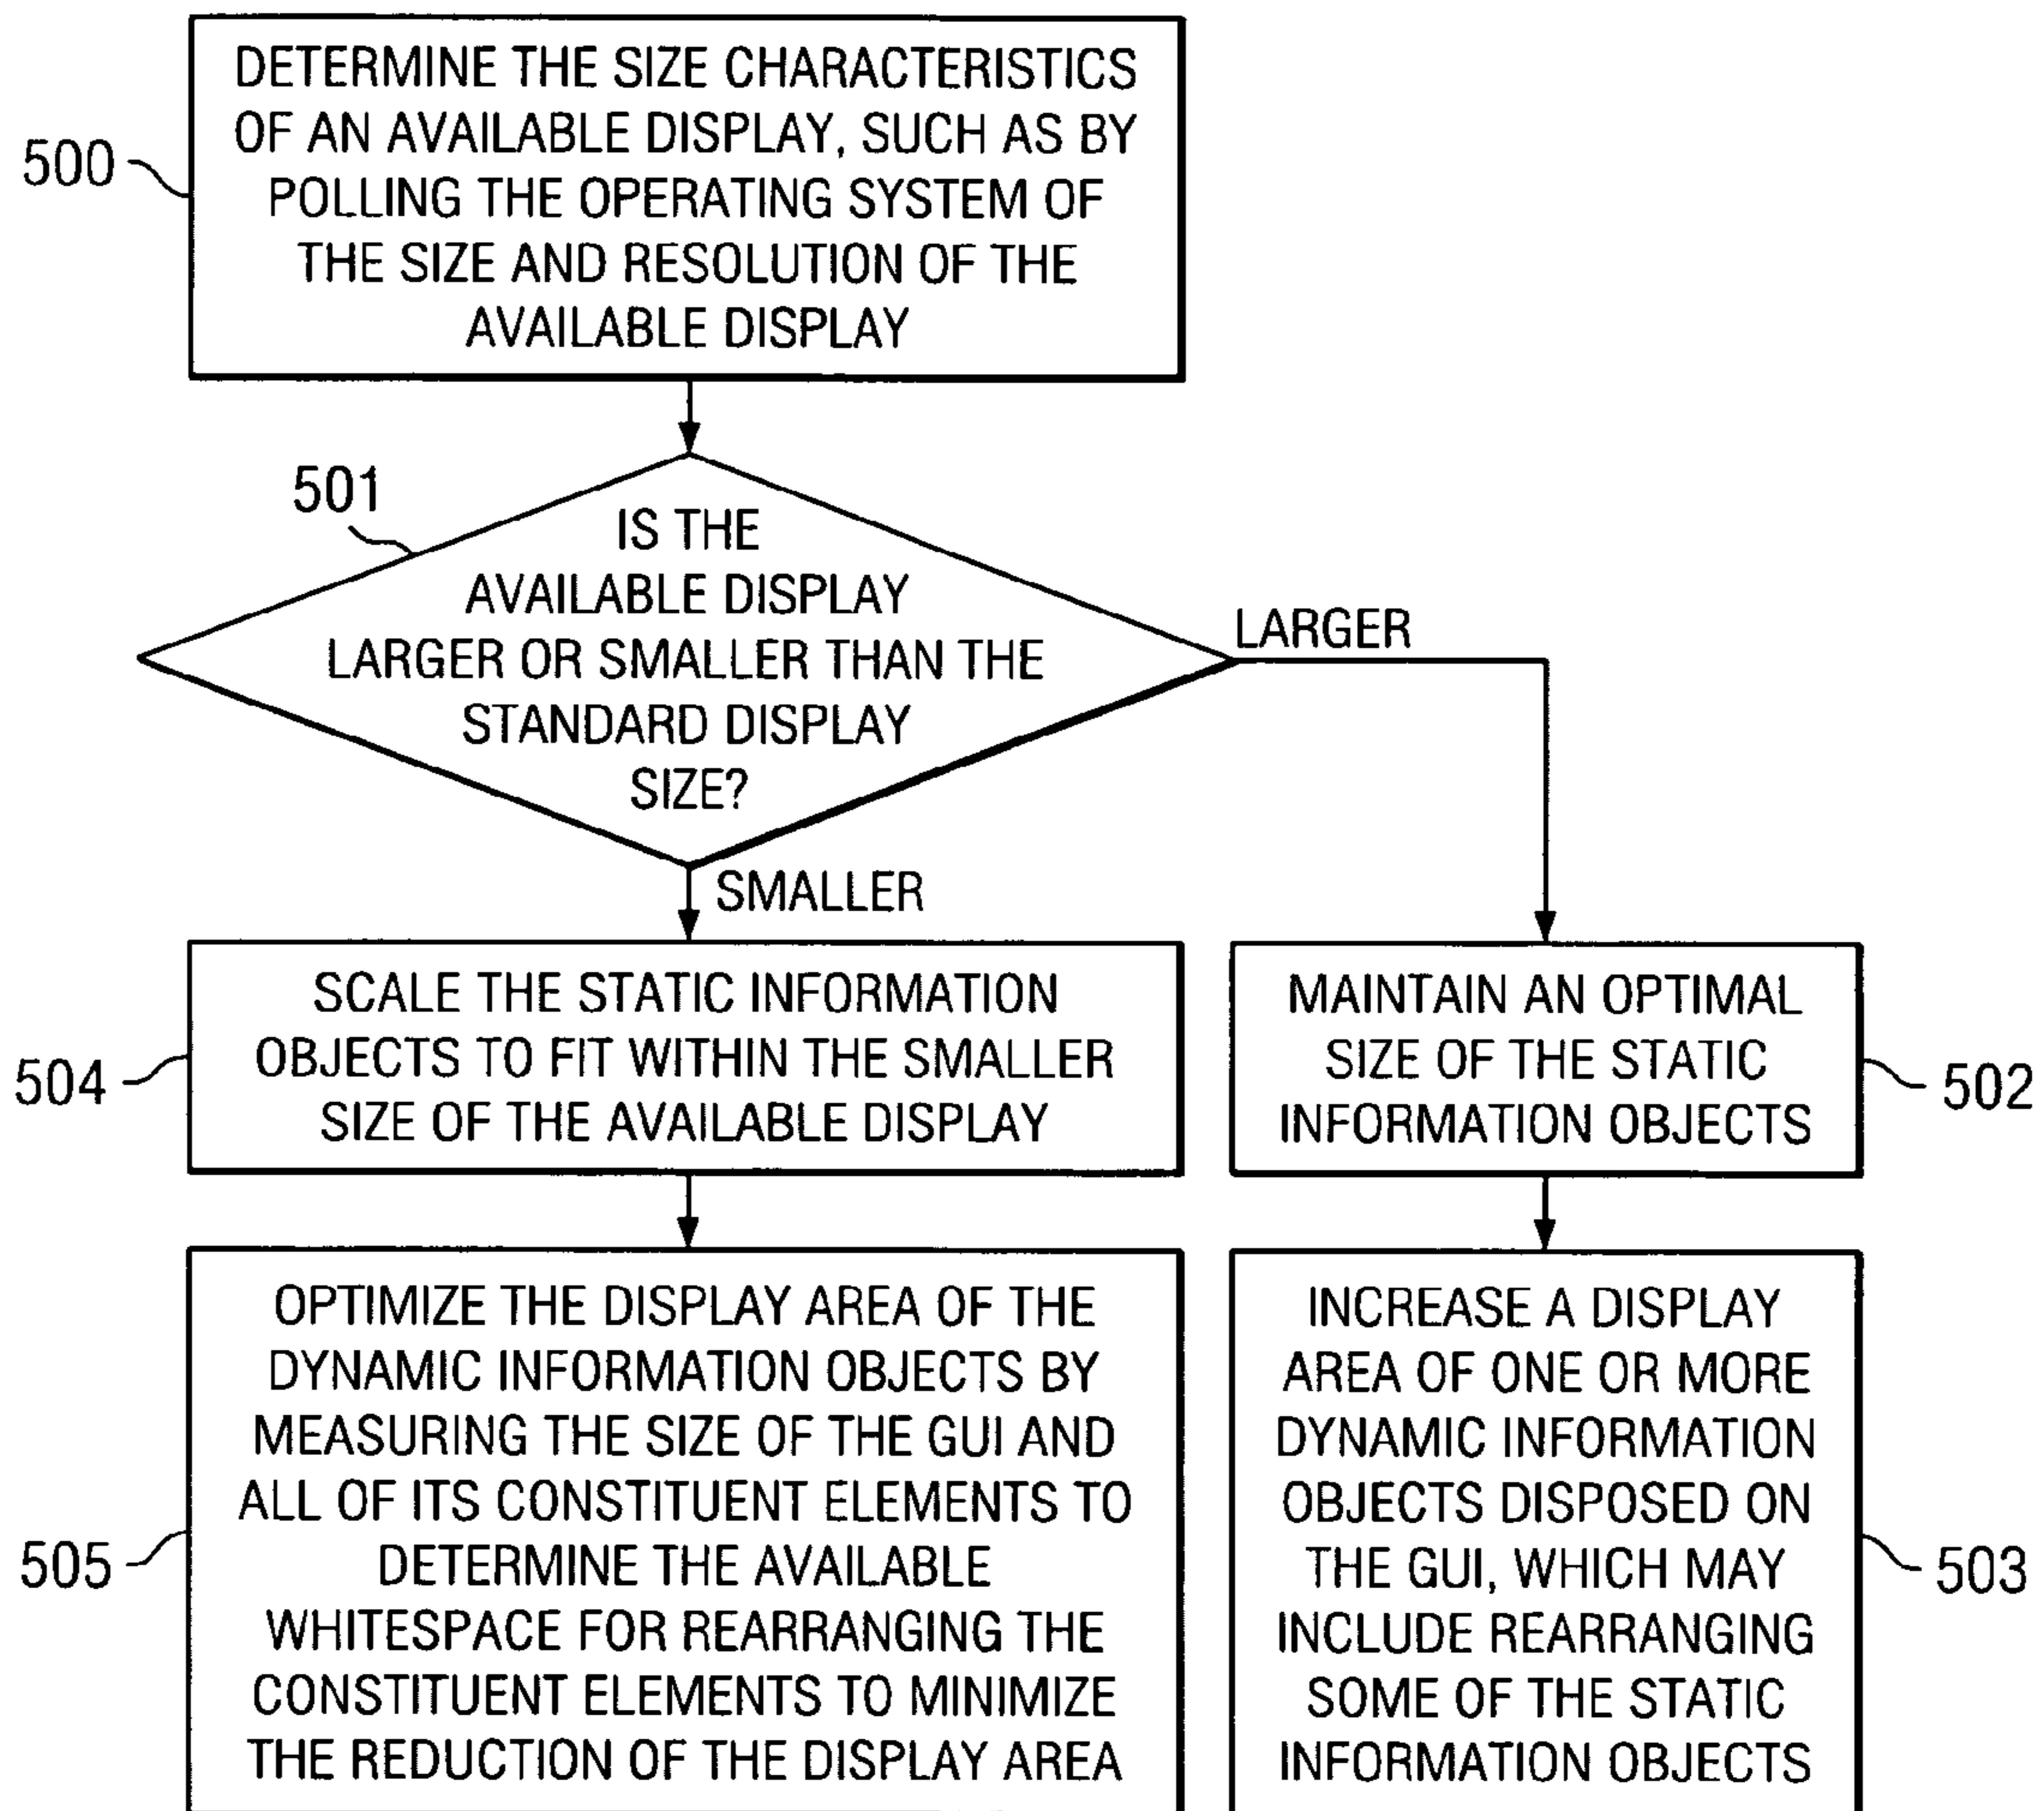 500
DETERMINE THE SIZE CHARACTERISTICS
OF AN AVAILABLE DISPLAY, SUCH AS BY
POLLING THE OPERATING SYSTEM OF
THE SIZE AND RESOLUTION OF THE
AVAILABLE DISPLAY
501
IS THE
AVAILABLE DISPLAY
LARGER OR SMALLER THAN THE
STANDARD DISPLAY
SIZE?
LARGER
SMALLER
504
SCALE THE STATIC INFORMATION
OBJECTS TO FIT WITHIN THE SMALLER
SIZE OF THE AVAILABLE DISPLAY
MAINTAIN AN OPTIMAL
SIZE OF THE STATIC
INFORMATION OBJECTS
502
505
OPTIMIZE THE DISPLAY AREA OF THE
DYNAMIC INFORMATION OBJECTS BY
MEASURING THE SIZE OF THE GUI AND
ALL OF ITS CONSTITUENT ELEMENTS TO
DETERMINE THE AVAILABLE
WHITESPACE FOR REARRANGING THE
CONSTITUENT ELEMENTS TO MINIMIZE
THE REDUCTION OF THE DISPLAY AREA
INCREASE A DISPLAY
AREA OF ONE OR MORE
DYNAMIC INFORMATION
OBJECTS DISPOSED ON
THE GUI, WHICH MAY
INCLUDE REARRANGING
SOME OF THE STATIC
INFORMATION OBJECTS
503